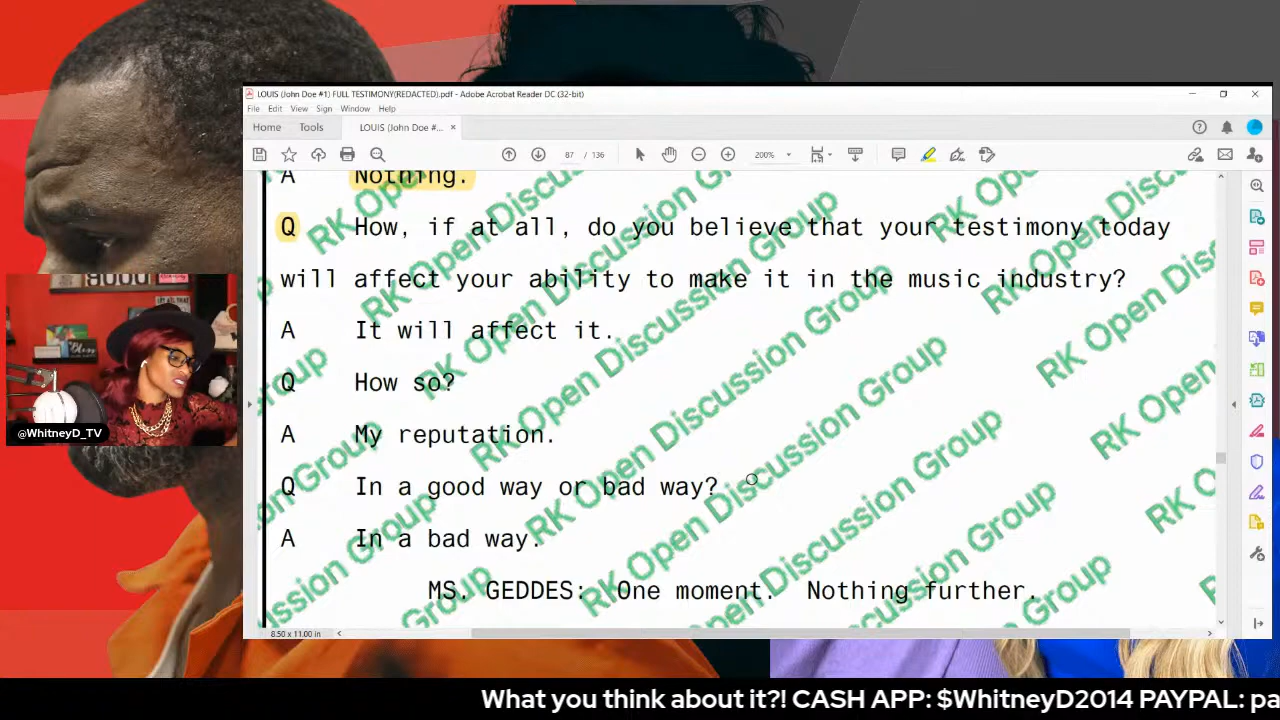 LOUIS (John Doe #1) FULL TESTIMONY(REDACTED).pdf - Adobe Acrobat Reader DC (32-bit)
File Edit View Sign Window Help
Home Tools LOUIS (John Doe #... ×
87 / 136 200%
A Nothing.
Q How, if at all, do you believe that your testimony today
will affect your ability to make it in the music industry?
A It will affect it.
Q How so?
A My reputation.
Q In a good way or bad way?
A In a bad way.
MS. GEDDES: One moment. Nothing further.
RK Open Discussion Group
8.50 x 11.00 in
@WhitneyD_TV
What you think about it?! CASH APP: $WhitneyD2014 PAYPAL: pa